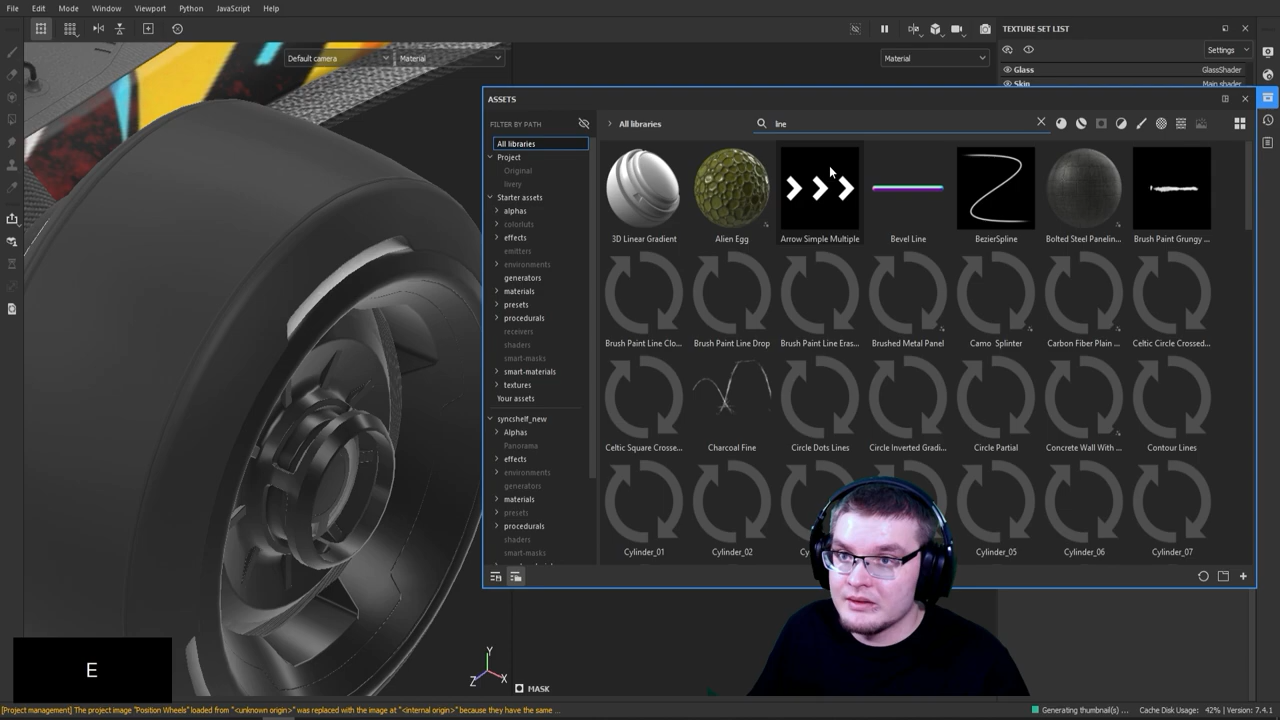 File Edit Mode Window Viewport Python JavaScript Help
Default camera Material
Material
TEXTURE SET LIST
Settings
Glass GlassShader
Skin Main shader
ASSETS
FILTER BY PATH
All libraries
Project
Original
livery
Starter assets
alphas
colorluts
effects
emitters
environments
generators
materials
presets
procedurals
receivers
shaders
smart-masks
smart-materials
textures
Your assets
syncshelf_new
Alphas
Panorama
effects
environments
generators
materials
presets
procedurals
shaders
smart-masks
All libraries
line
3D Linear Gradient Alien Egg Arrow Simple Multiple Bevel Line BezierSpline Bolted Steel Panelin... Brush Paint Grungy ...
Brush Paint Line Clo... Brush Paint Line Drop Brush Paint Line Eras... Brushed Metal Panel Camo Splinter Carbon Fiber Plain ... Celtic Circle Crossed...
Celtic Square Crosse... Charcoal Fine Circle Dots Lines Circle Inverted Gradi... Circle Partial Concrete Wall With ... Contour Lines
Cylinder_01 Cylinder_02 Cylinder_05 Cylinder_06 Cylinder_07
E
Y
Z X
MASK
[Project management] The project image "Position Wheels" loaded from "<unknown origin>" was replaced with the image at "<internal origin>" because they have the same ...
Generating thumbnail(s) ... Cache Disk Usage: 42% | Version: 7.4.1